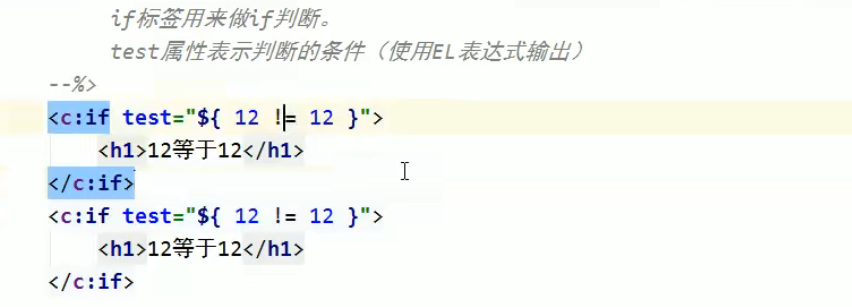 if标签用来做if判断。
test属性表示判断的条件（使用EL表达式输出）
--%>
<c:if test="${ 12 != 12 }">
<h1>12等于12</h1>
</c:if>
<c:if test="${ 12 != 12 }">
<h1>12等于12</h1>
</c:if>